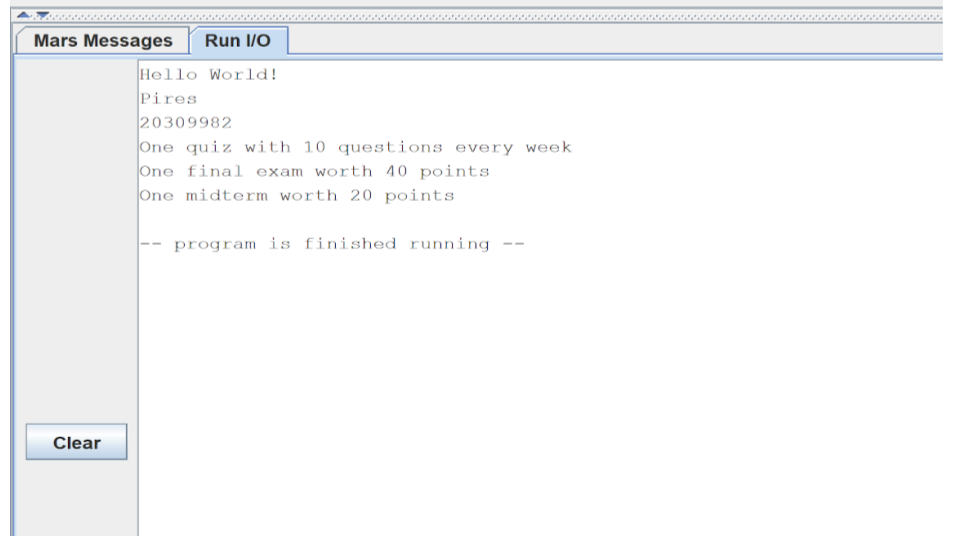 Mars Messages Run I/O
Hello World!
Pires
20309982
One quiz with 10 questions every week
One final exam worth 40 points
One midterm worth 20 points
-- program is finished running --
Clear